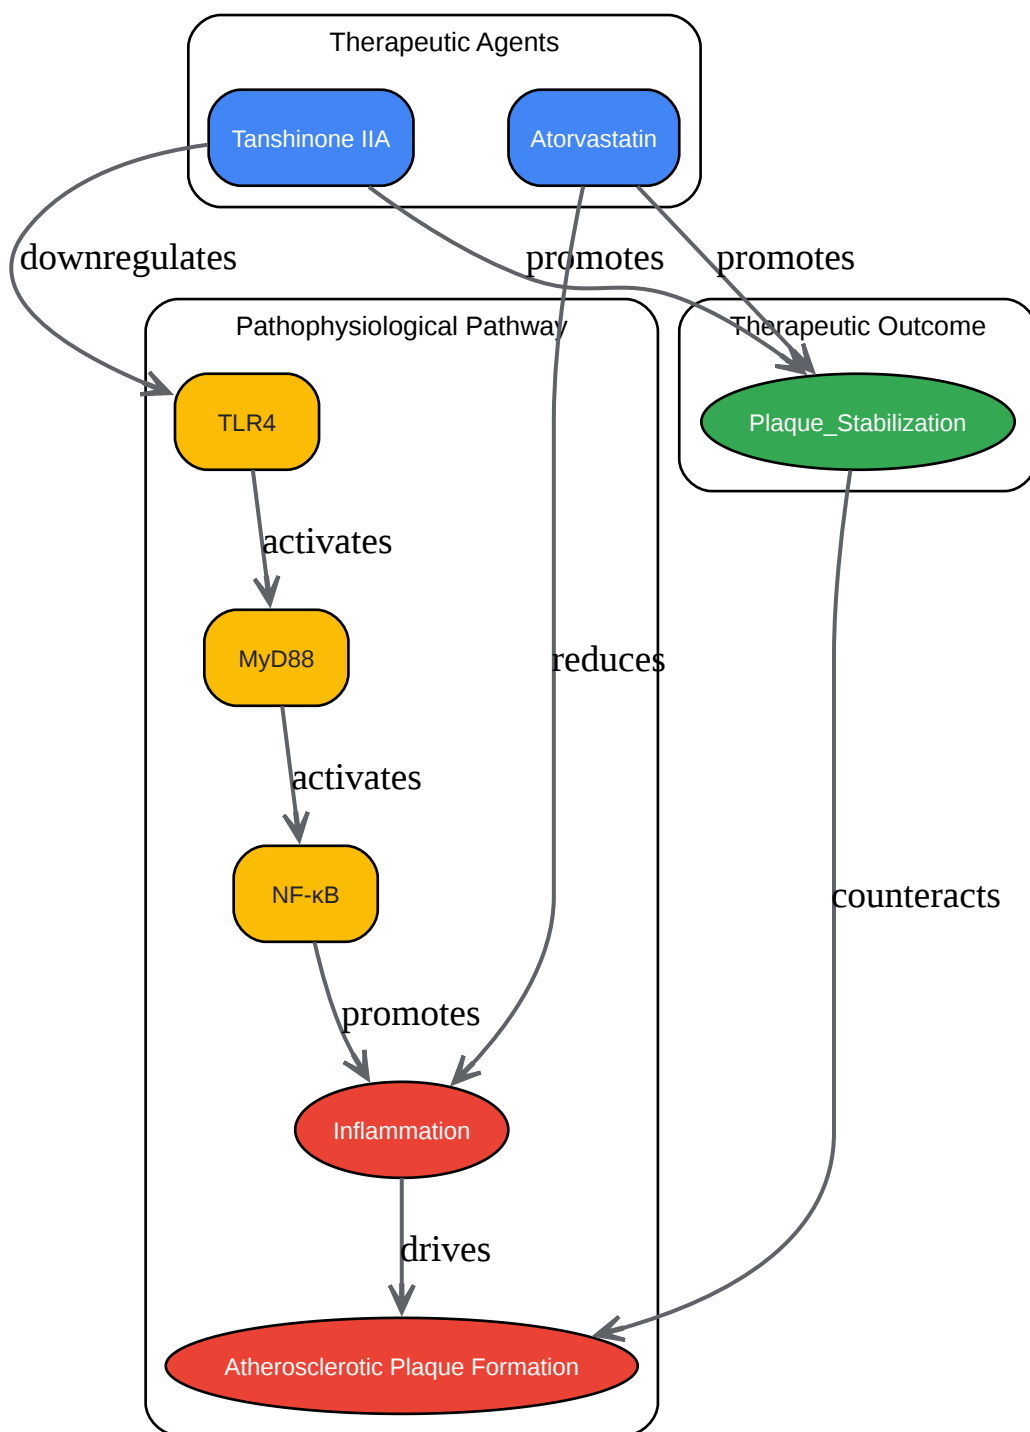 Therapeutic Agents
Tanshinone IIA
Atorvastatin
downregulates
promotes
promotes
Pathophysiological Pathway
Therapeutic Outcome
TLR4
Plaque_Stabilization
activates
MyD88
reduces
activates
NF-κB
counteracts
promotes
Inflammation
drives
Atherosclerotic Plaque Formation